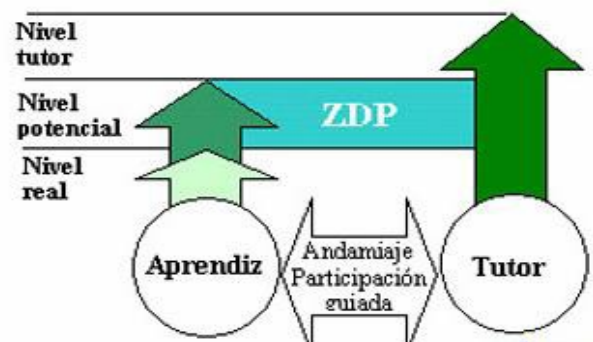 Nivel
tutor
Nivel
potencial
ZDP
Nivel
real
Aprendiz
Andamiaje
Participación
guiada
Tutor